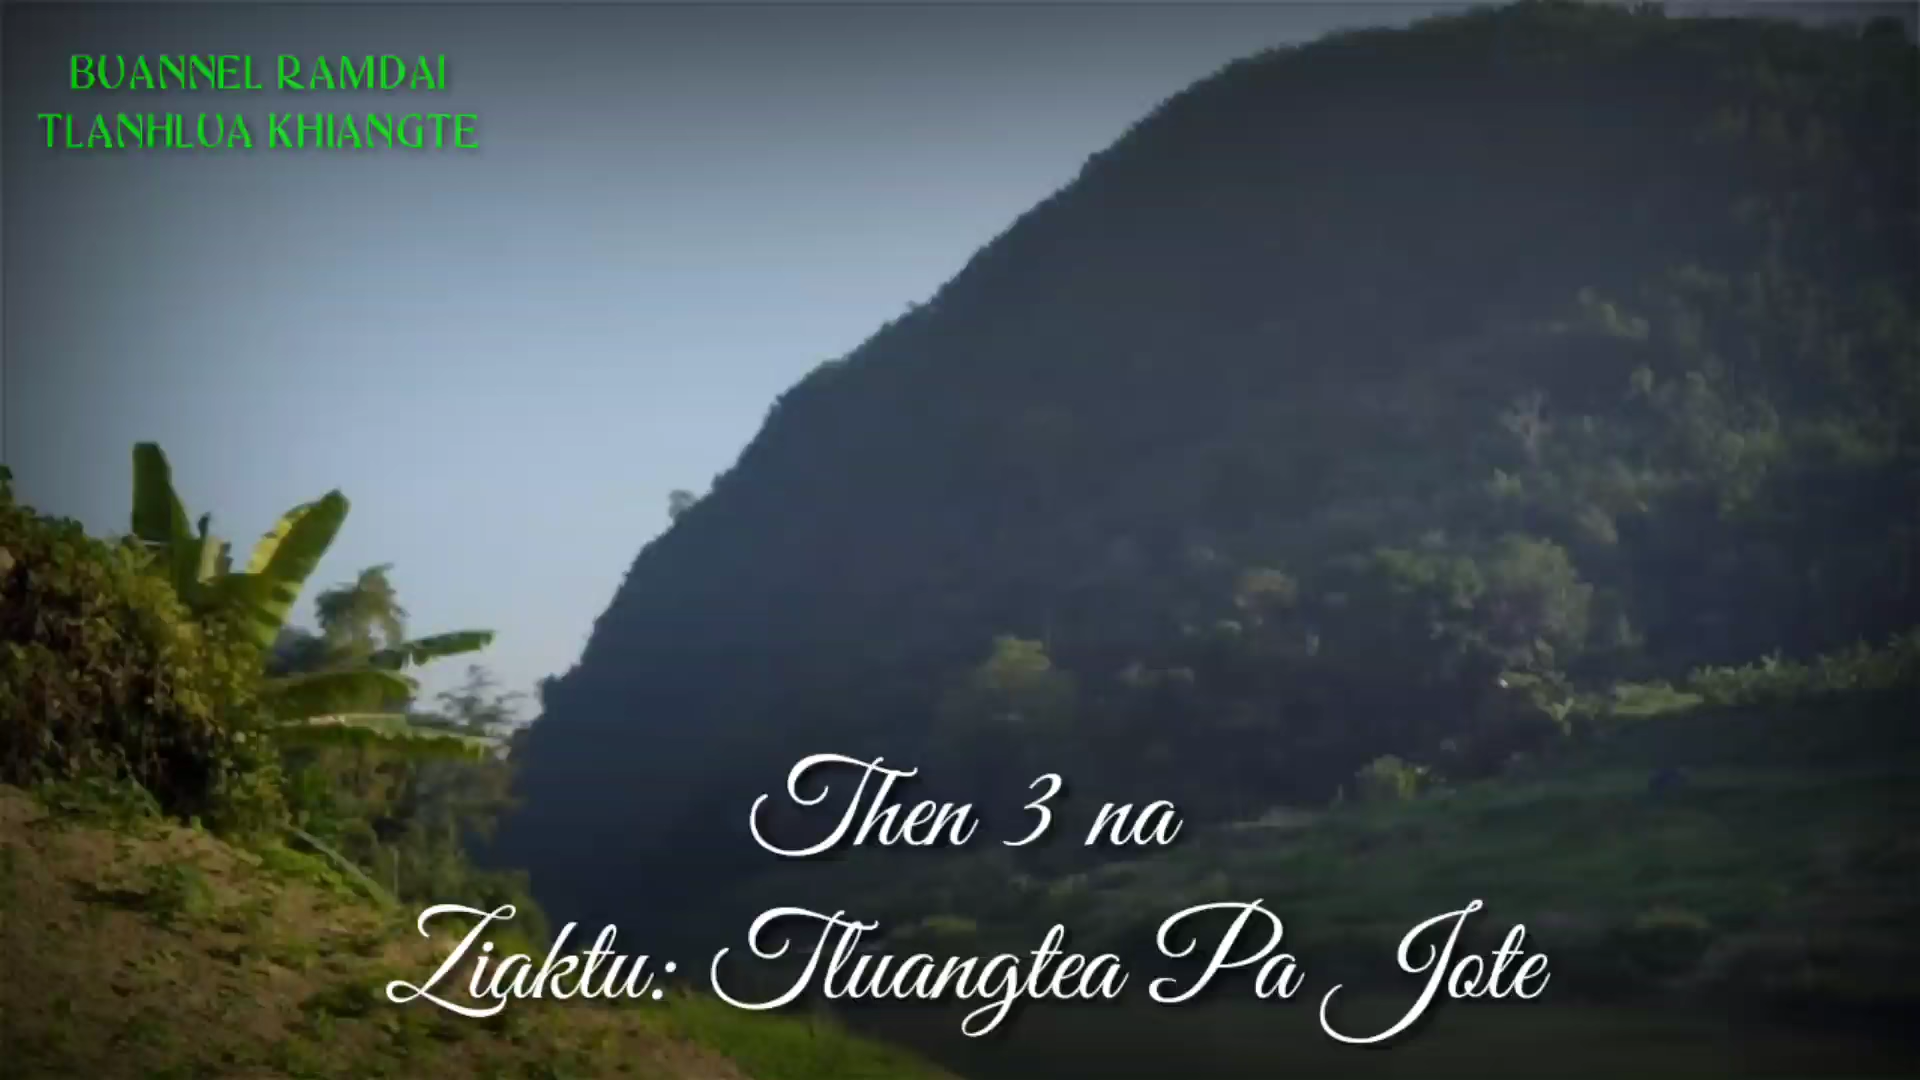 BUANNEL RAMDAI
TLANHLUA KHIANGTE
Then 3 na
Ziaktu: Tluangtea Pa Jote